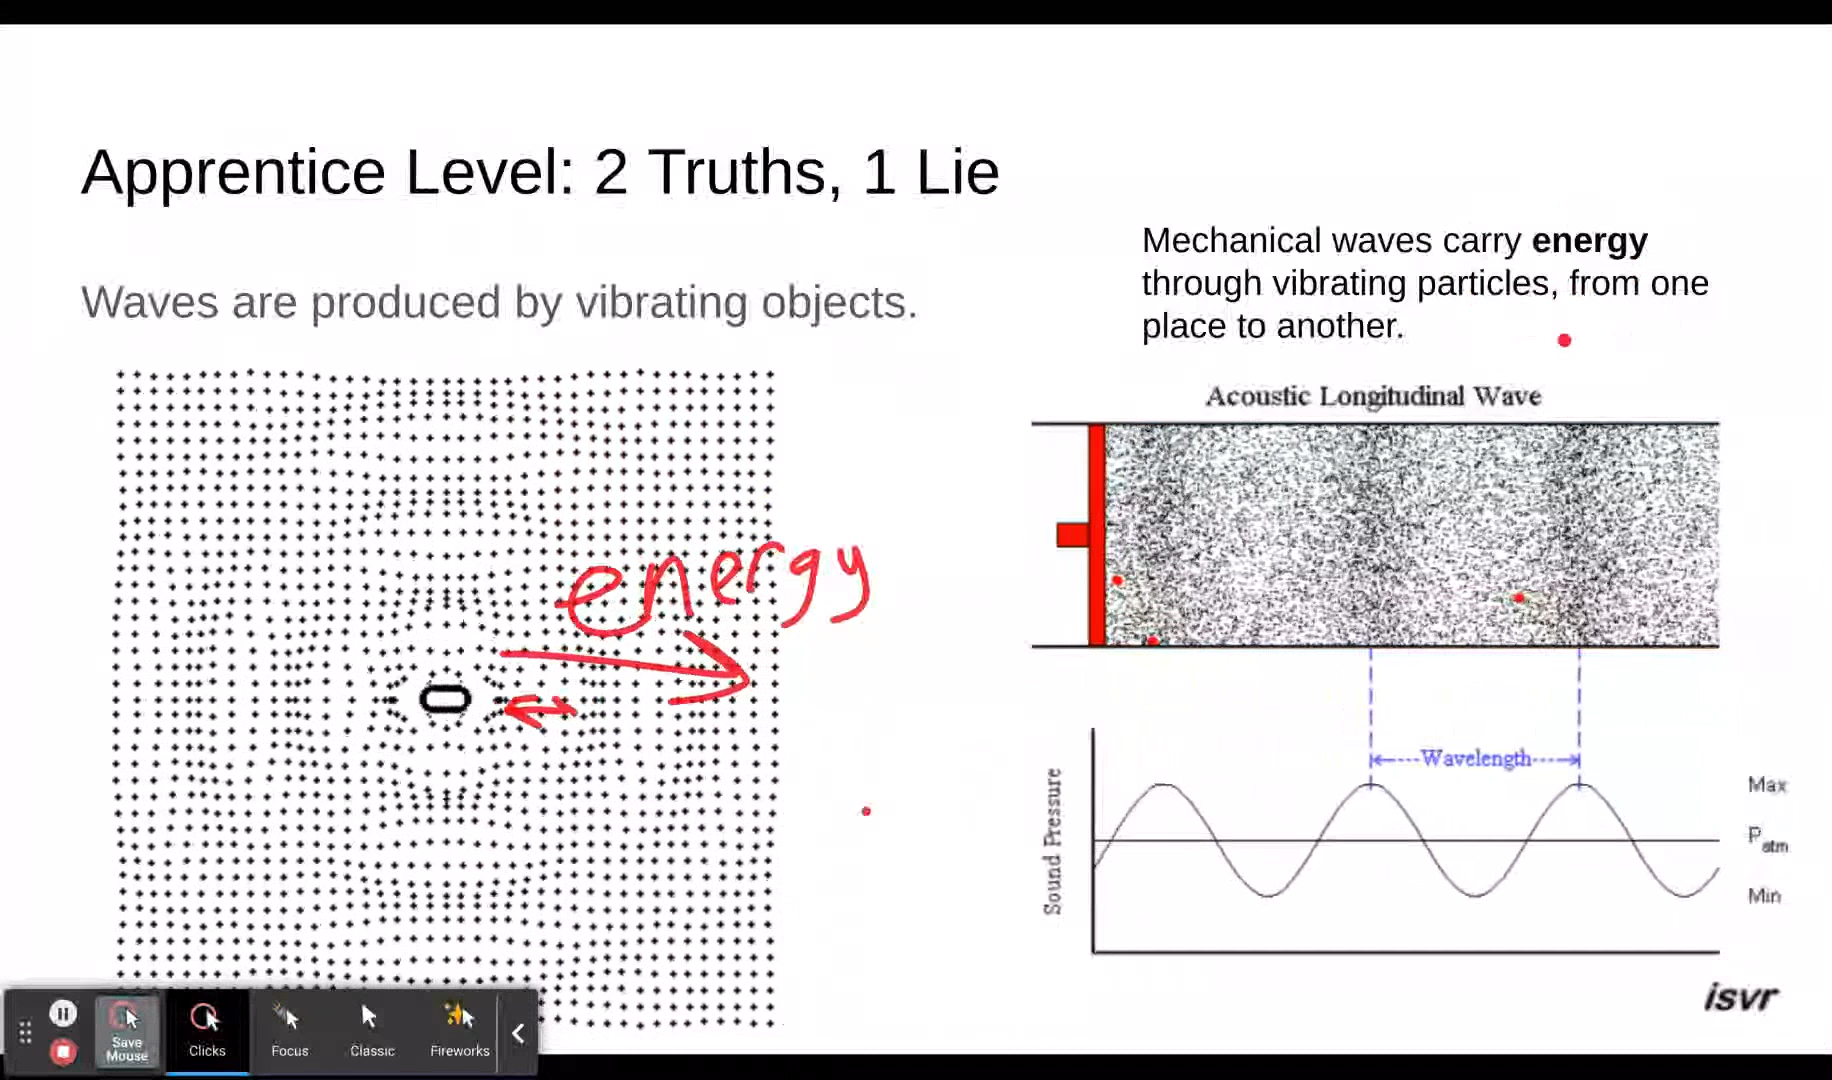 Apprentice Level: 2 Truths, 1 Lie
Waves are produced by vibrating objects.
Mechanical waves carry energy
through vibrating particles, from one
place to another.
Acoustic Longitudinal Wave
energy
Wavelength
Sound Pressure
Max
Patm
Min
isvr
Save
Mouse
Clicks
Focus
Classic
Fireworks